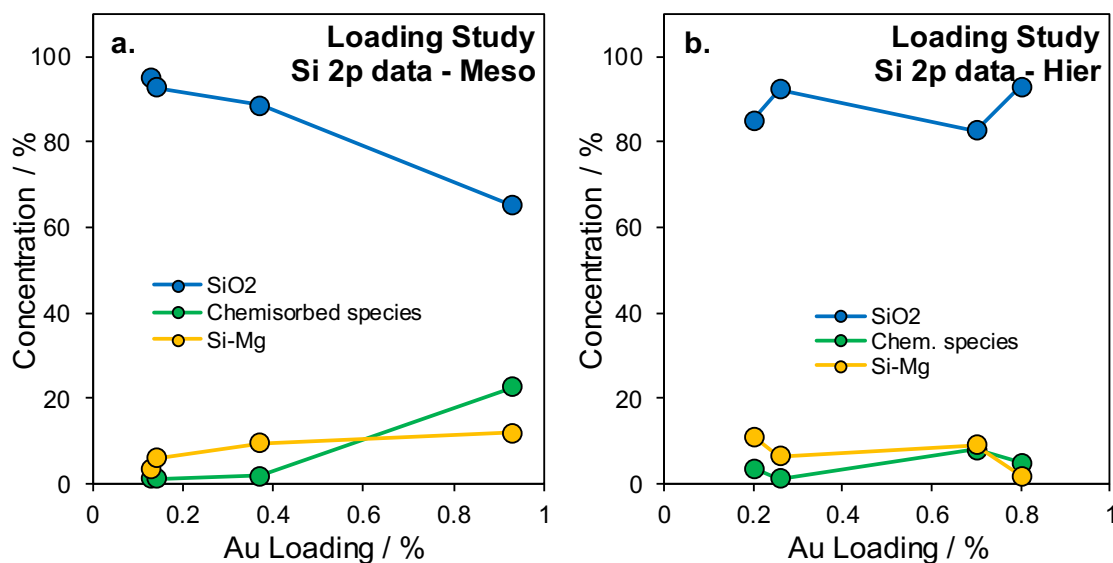 a.
Loading Study
Si 2p data - Meso
Concentration / %
100
80
60
40
20
0
SiO2
Chemisorbed species
Si-Mg
0 0.2 0.4 0.6 0.8 1
Au Loading / %
b.
Loading Study
Si 2p data - Hier
Concentration / %
100
80
60
40
20
0
SiO2
Chem. species
Si-Mg
0 0.2 0.4 0.6 0.8 1
Au Loading / %